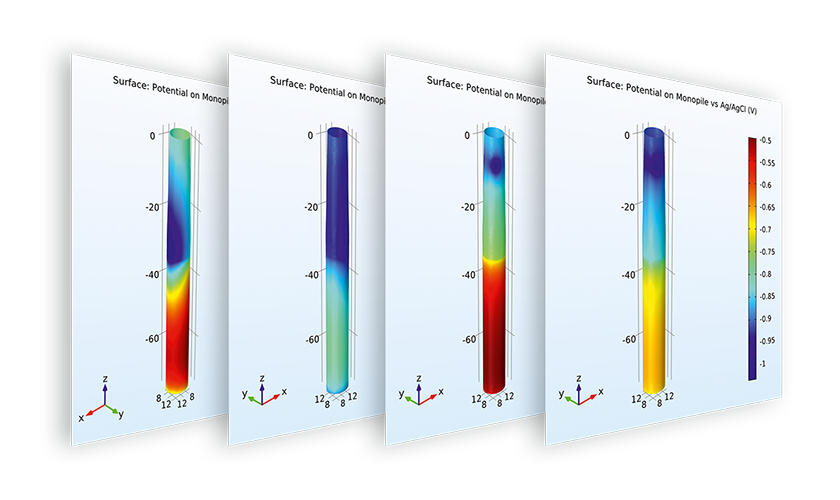 Surface: Potential on Monopi
0
-20
-40
-60
z
x
y
8 12 12 8
Surface: Potential on Monopi
0
-20
-40
-60
z
y
x
12 8 8 12
Surface: Potential on Monopile
0
-20
-40
-60
z
y
x
12 8 8 12
Surface: Potential on Monopile vs Ag/AgCl (V)
0
-20
-40
-60
z
y
x
12 8 8 12
-0.5
-0.55
-0.6
-0.65
-0.7
-0.75
-0.8
-0.85
-0.9
-0.95
-1